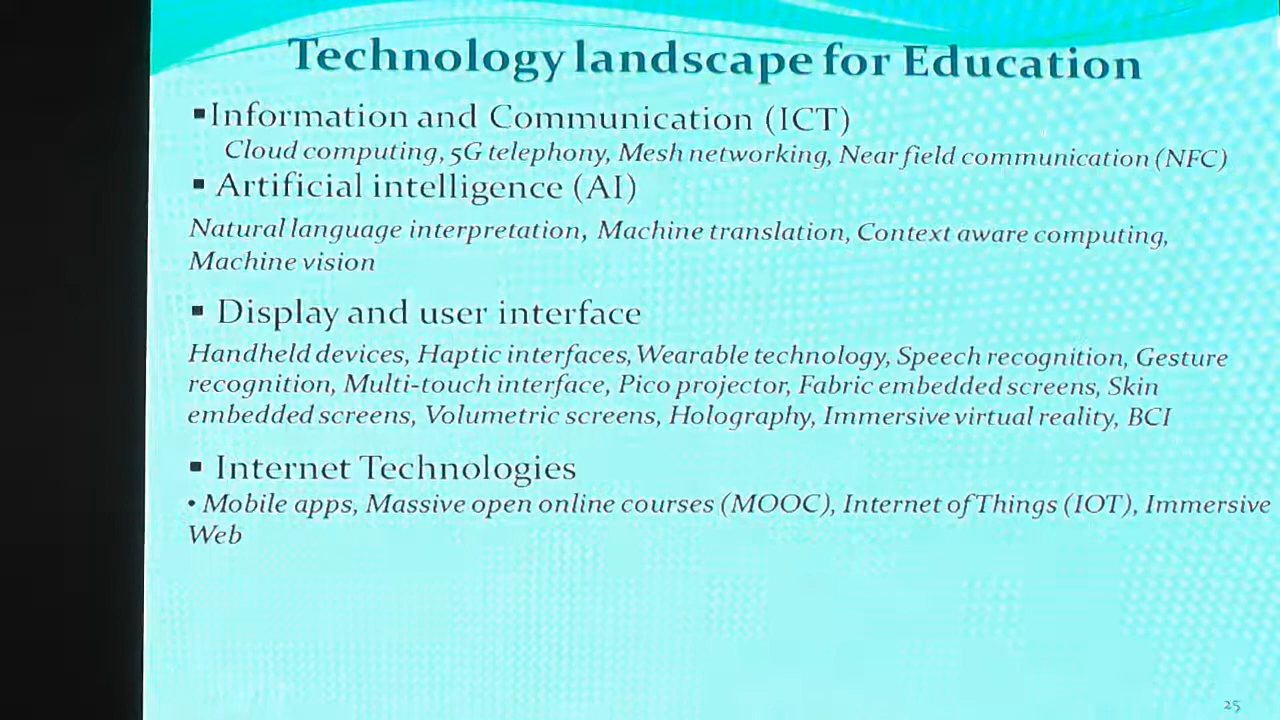 Technology landscape for Education
▪Information and Communication (ICT)
Cloud computing, 5G telephony, Mesh networking, Near field communication (NFC)
▪ Artificial intelligence (AI)
Natural language interpretation, Machine translation, Context aware computing,
Machine vision
▪ Display and user interface
Handheld devices, Haptic interfaces, Wearable technology, Speech recognition, Gesture
recognition, Multi-touch interface, Pico projector, Fabric embedded screens, Skin
embedded screens, Volumetric screens, Holography, Immersive virtual reality, BCI
▪ Internet Technologies
• Mobile apps, Massive open online courses (MOOC), Internet of Things (IOT), Immersive
Web
25